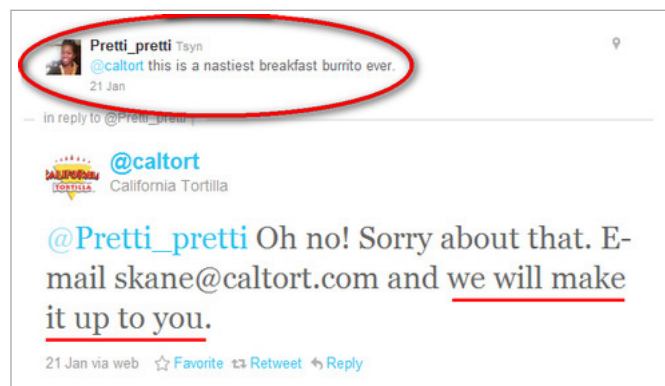 Pretti_pretti Tsyn
@caltort this is a nastiest breakfast burrito ever.
21 Jan
in reply to @Pretti_pretti
@caltort
CALIFORNIA
TORTILLA
California Tortilla
@Pretti_pretti Oh no! Sorry about that. E-
mail skane@caltort.com and we will make
it up to you.
21 Jan via web Favorite Retweet Reply